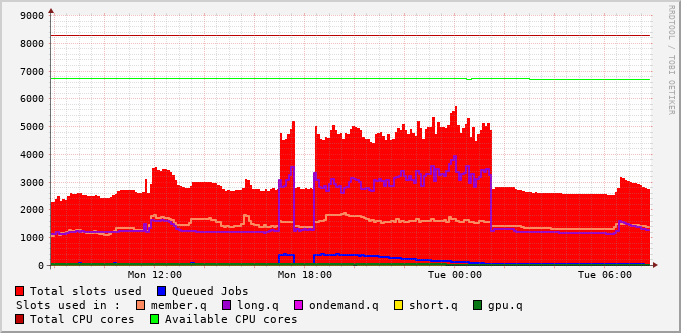 9000
8000
7000
6000
5000
4000
3000
2000
1000
0
Mon 12:00 Mon 18:00 Tue 00:00 Tue 06:00
RRDTOOL / TOBI OETIKER
Total slots used Queued Jobs
Slots used in : member.q long.q ondemand.q short.q gpu.q
Total CPU cores Available CPU cores